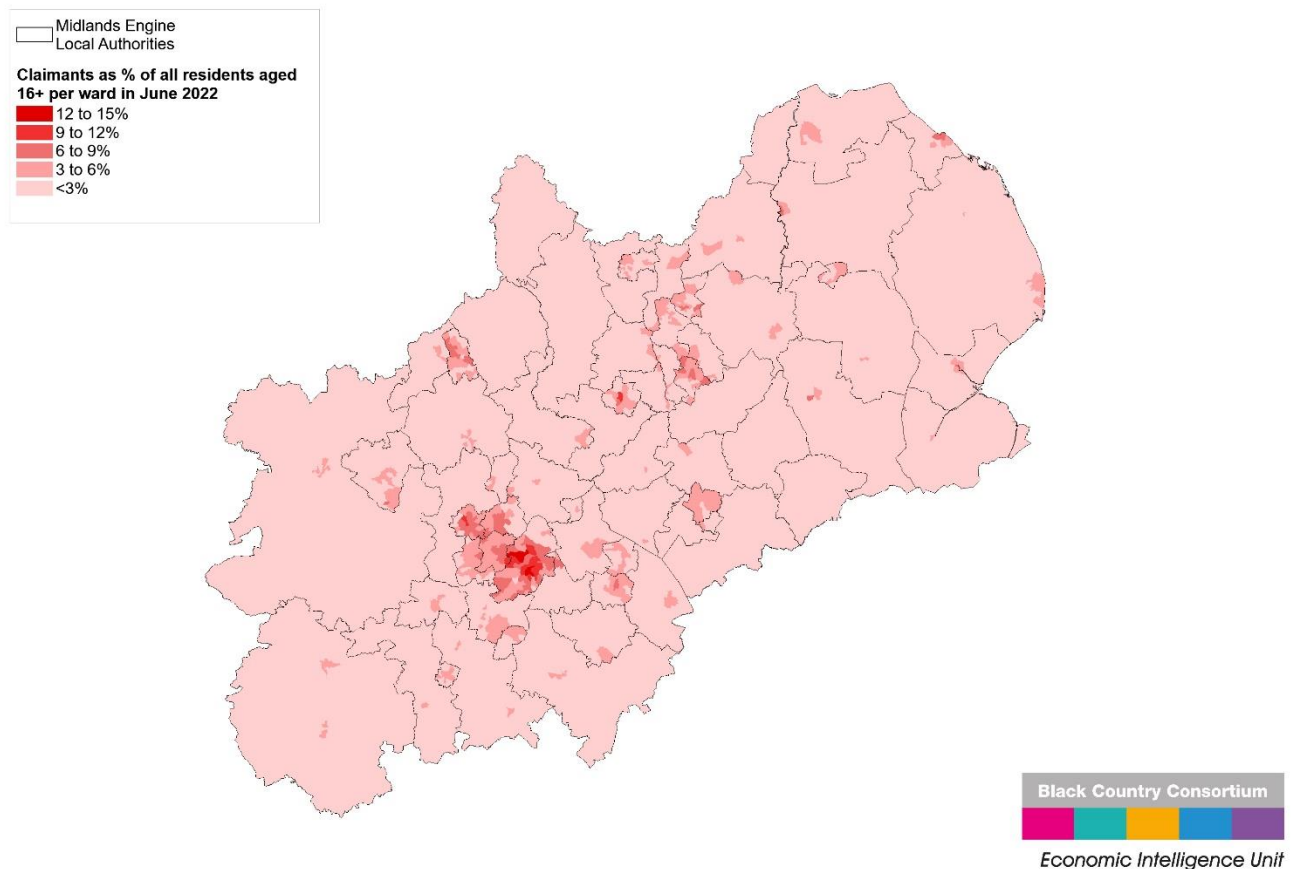 Midlands Engine
Local Authorities
Claimants as % of all residents aged
16+ per ward in June 2022
12 to 15%
9 to 12%
6 to 9%
3 to 6%
<3%
Black Country Consortium
Economic Intelligence Unit